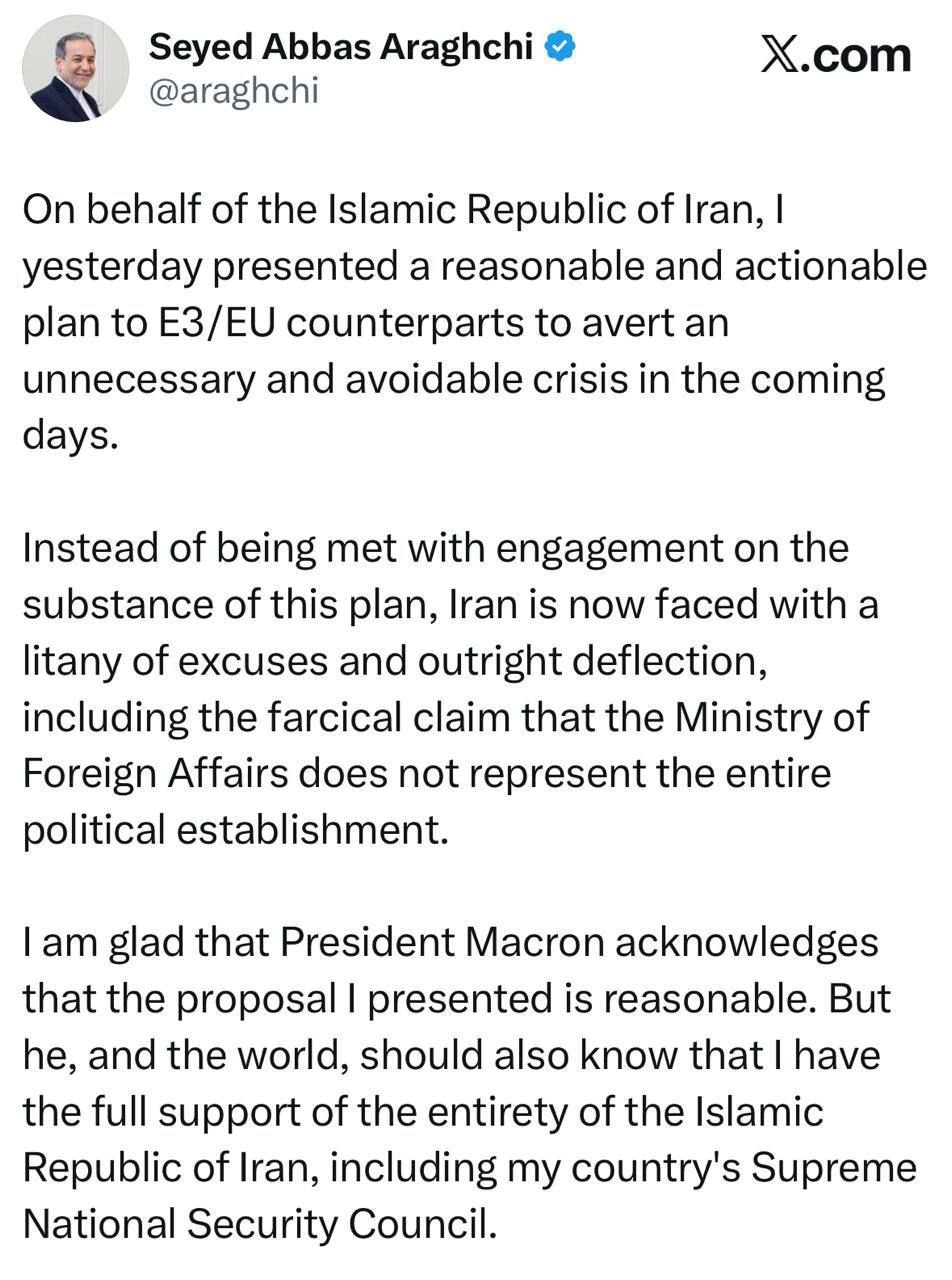 Seyed Abbas Araghchi
@araghchi
X.com
On behalf of the Islamic Republic of Iran, I
yesterday presented a reasonable and actionable
plan to E3/EU counterparts to avert an
unnecessary and avoidable crisis in the coming
days.
Instead of being met with engagement on the
substance of this plan, Iran is now faced with a
litany of excuses and outright deflection,
including the farcical claim that the Ministry of
Foreign Affairs does not represent the entire
political establishment.
I am glad that President Macron acknowledges
that the proposal I presented is reasonable. But
he, and the world, should also know that I have
the full support of the entirety of the Islamic
Republic of Iran, including my country's Supreme
National Security Council.